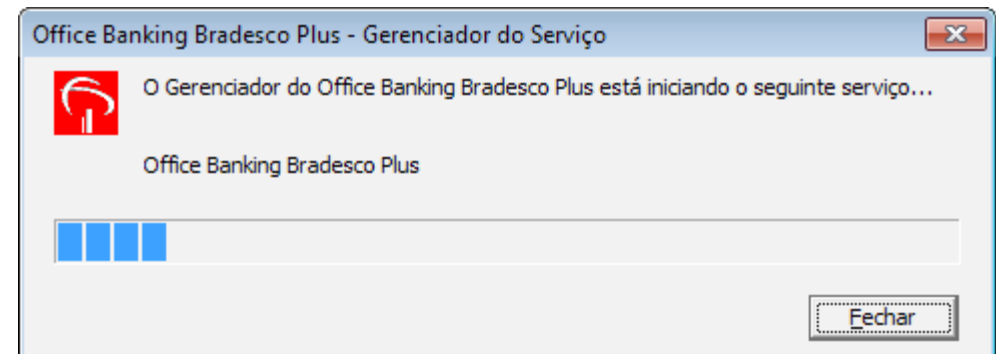 Office Banking Bradesco Plus - Gerenciador do Serviço
O Gerenciador do Office Banking Bradesco Plus está iniciando o seguinte serviço...
Office Banking Bradesco Plus
Fechar